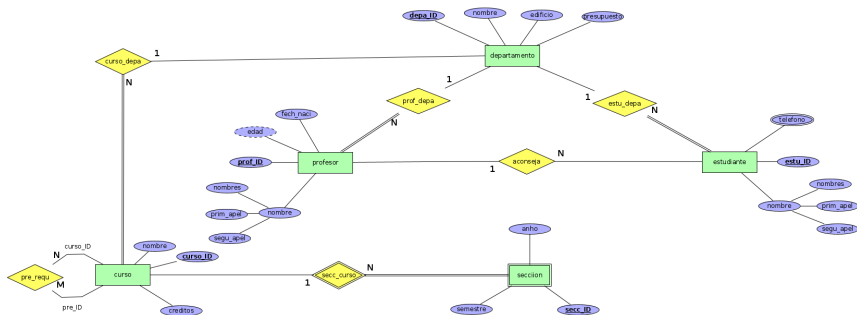 depa_ID
nombre
edificio
presupuesto
departamento
curso_depa
1
N
1
prof_depa
N
1
estu_depa
N
fech_naci
edad
prof_ID
profesor
nombres
prim_apel
segu_apel
nombre
1
aconseja
N
telefono
estudiante
estu_ID
nombre
nombres
prim_apel
segu_apel
curso_ID
N
pre_requ
M
pre_ID
nombre
curso_ID
curso
creditos
1
secc_curso
N
anho
secciion
semestre
secc_ID